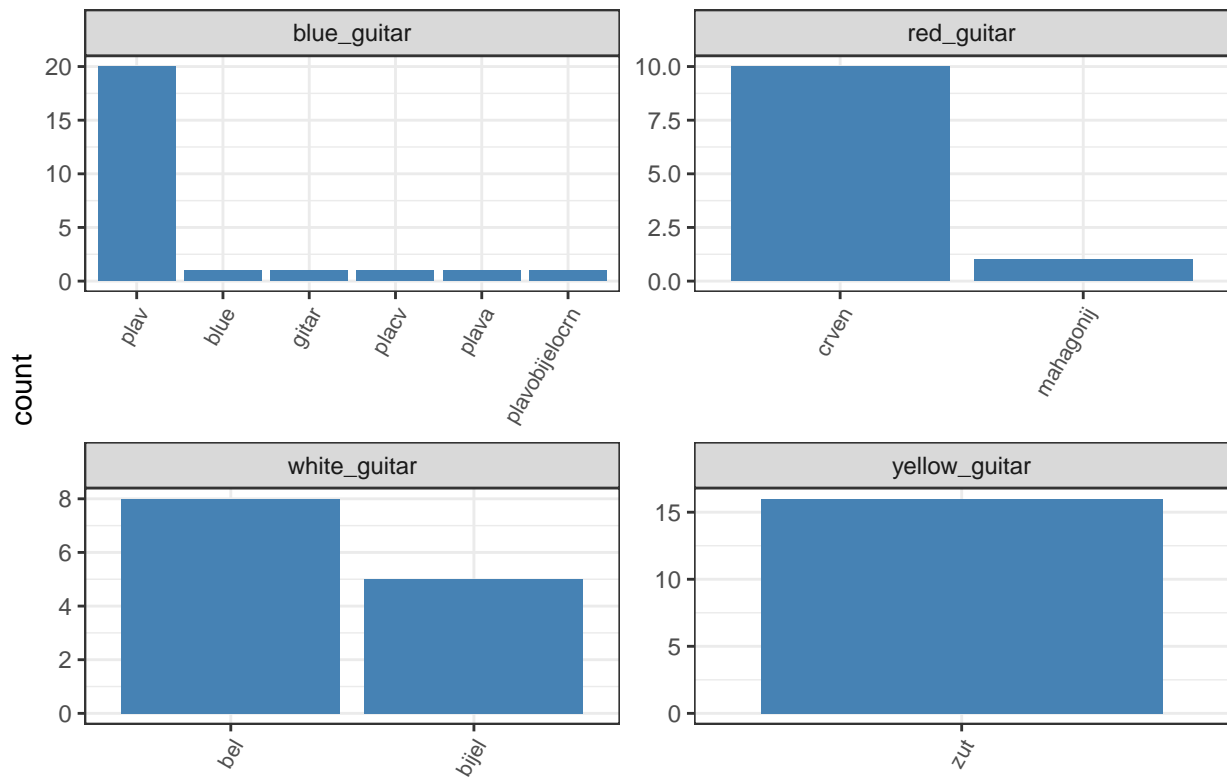 blue_guitar
red_guitar
20
15
10
5
0
10.0
7.5
5.0
2.5
0.0
plav
blue
gitar
placv
plava
plavobijelocrn
crven
mahagonij
count
white_guitar
yellow_guitar
8
6
4
2
0
15
10
5
0
bel
bijel
zut